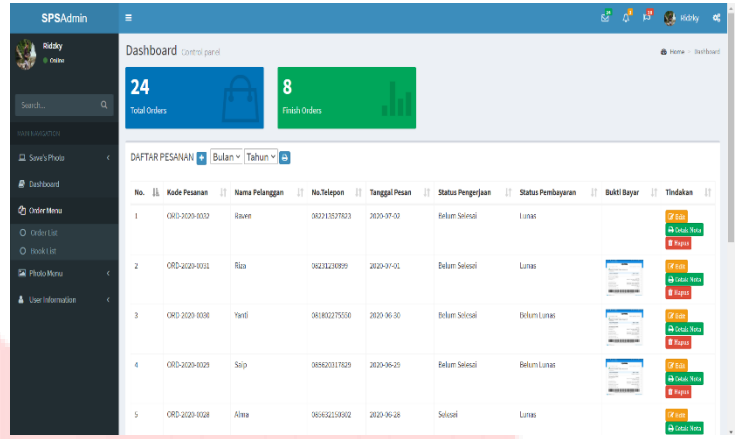 SPSAdmin
Ridzky
Ridzky
Online
Search...
MAIN NAVIGATION
Save's Photo
Dashboard
Order Menu
Order List
Book List
Photo Menu
User Information
Dashboard Control panel
Home Dashboard
24
Total Orders
8
Finish Orders
DAFTAR PESANAN Bulan Tahun
No. Kode Pesanan Nama Pelanggan No.Telepon Tanggal Pesan Status Pengerjaan Status Pembayaran Bukti Bayar Tindakan
1 ORD-2020-0032 Raven 082213527823 2020-07-02 Belum Selesai Lunas
Edit
Cetak Nota
Hapus
2 ORD-2020-0031 Riza 08231230899 2020-07-01 Belum Selesai Lunas
Edit
Cetak Nota
Hapus
3 ORD-2020-0030 Yanti 081802275550 2020-06-30 Belum Selesai Belum Lunas
Edit
Cetak Nota
Hapus
4 ORD-2020-0029 Saip 085620317829 2020-06-29 Belum Selesai Belum Lunas
Edit
Cetak Nota
Hapus
5 ORD-2020-0028 Alma 085632150302 2020-06-28 Selesai Lunas
Edit
Cetak Nota